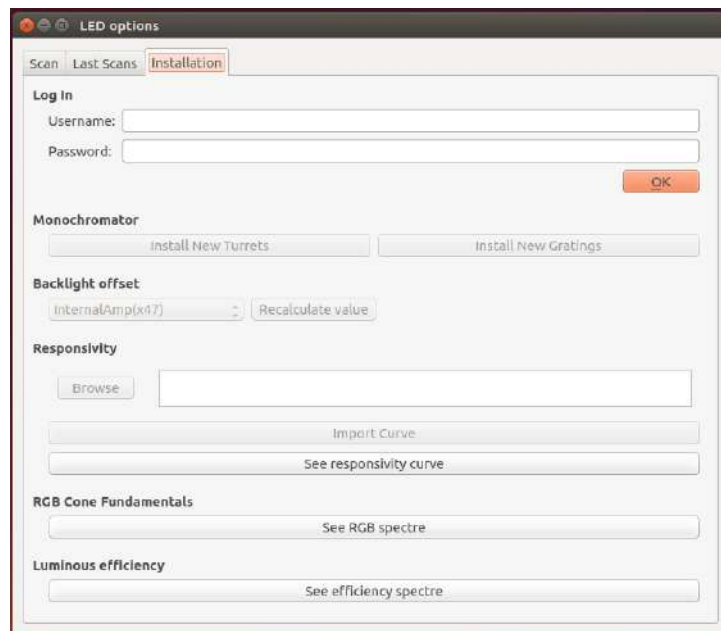 LED options
Scan Last Scans Installation
Log In
Username:
Password:
OK
Monochromator
Install New Turrets Install New Gratings
Backlight offset
InternalAmp(x47) Recalculate value
Responsivity
Browse
Import Curve
See responsivity curve
RGB Cone Fundamentals
See RGB spectre
Luminous efficiency
See efficiency spectre